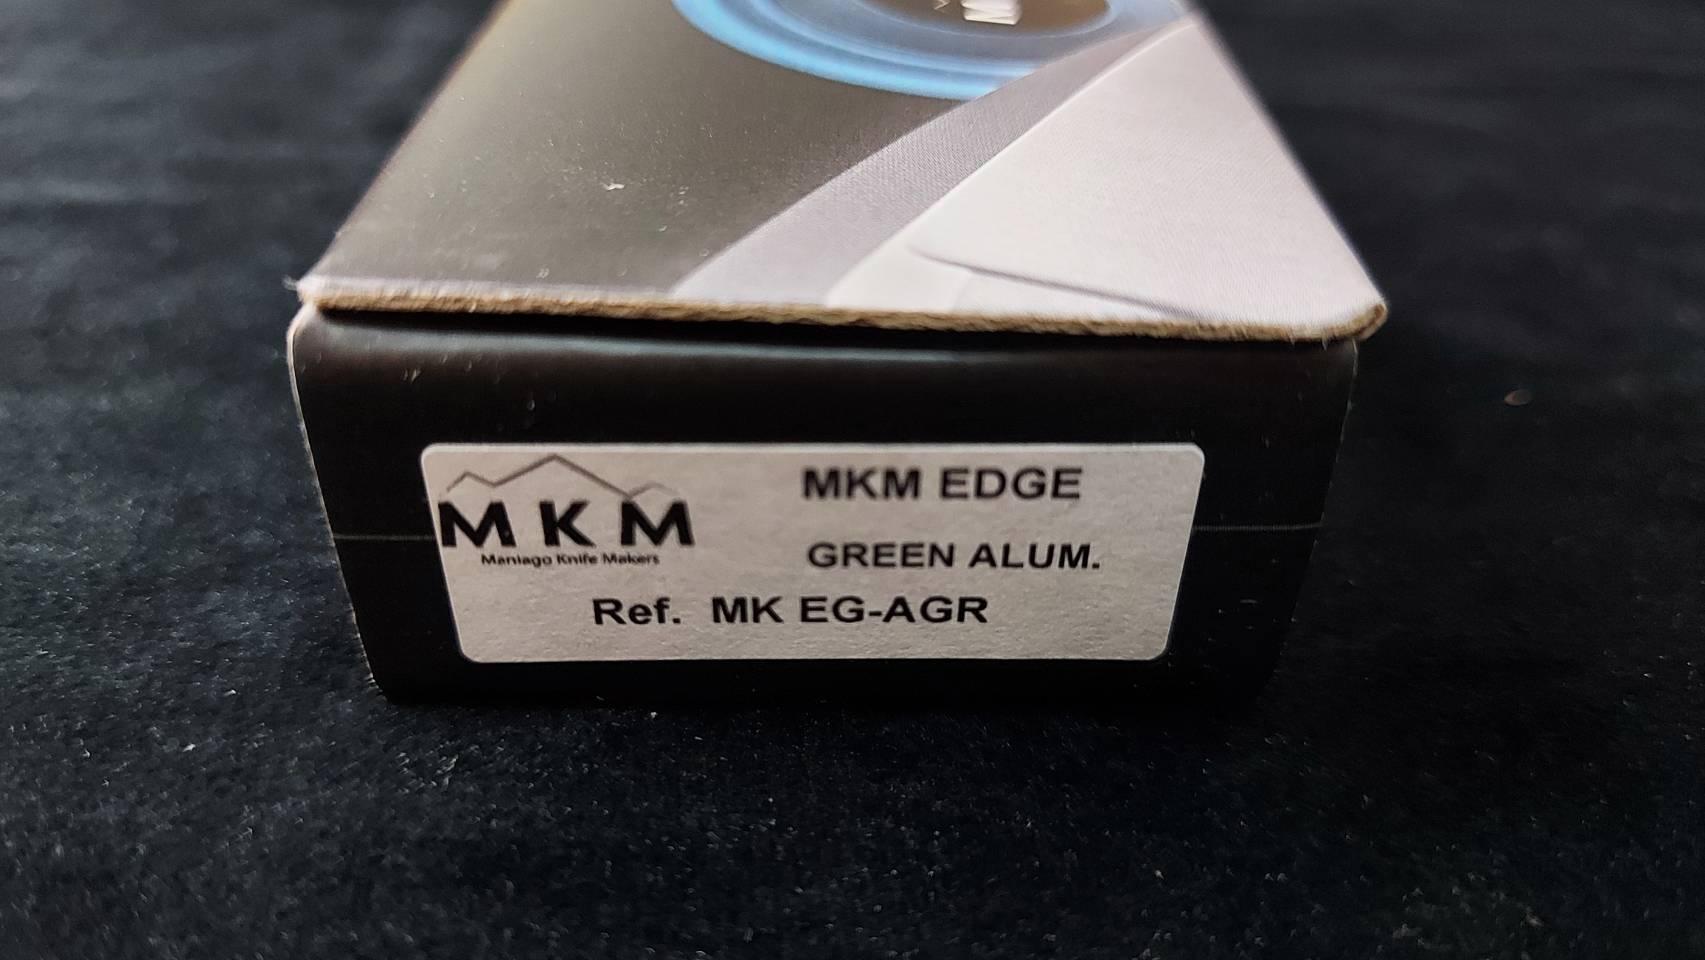 MKM
Maniago Knife Makers
MKM EDGE
GREEN ALUM.
Ref. MK EG-AGR